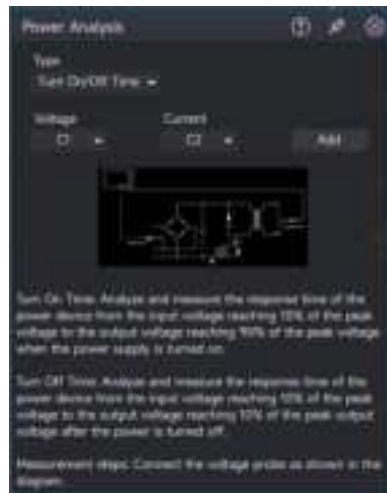 Power Analysis
Type
Turn On/Off Time
Voltage Current
C1 C2 Add
Turn On Time: Analyze and measure the response time of the
power device from the input voltage reaching 10% of the peak
voltage to the output voltage reaching 90% of the peak voltage
when the power supply is turned on.
Turn Off Time: Analyze and measure the response time of the
power device from the input voltage reaching 10% of the peak
voltage to the output voltage reaching 10% of the peak output
voltage after the power is turned off.
Measurement steps: Connect the voltage probe as shown in the
diagram.